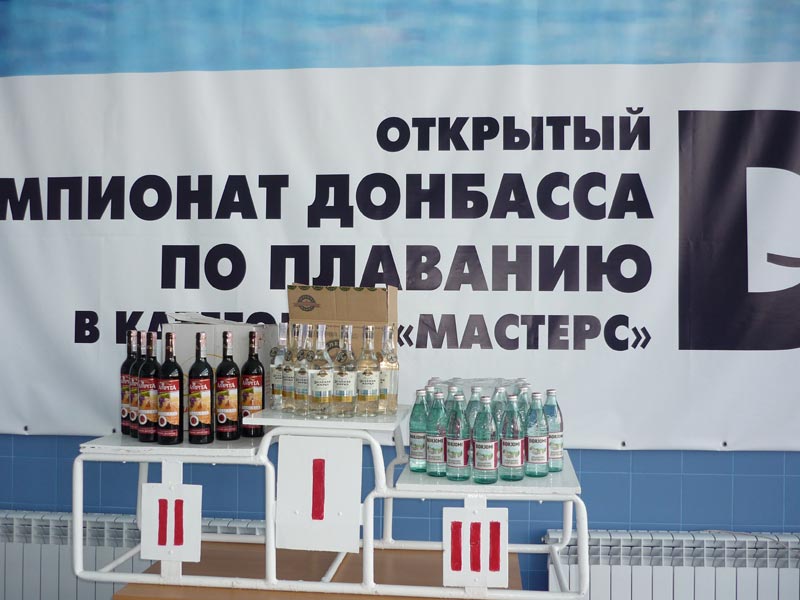 ОТКРЫТЫЙ
МПИОНАТ ДОНБАССА
ПО ПЛАВАНИЮ
«МАСТЕРС»
D
II
I
III